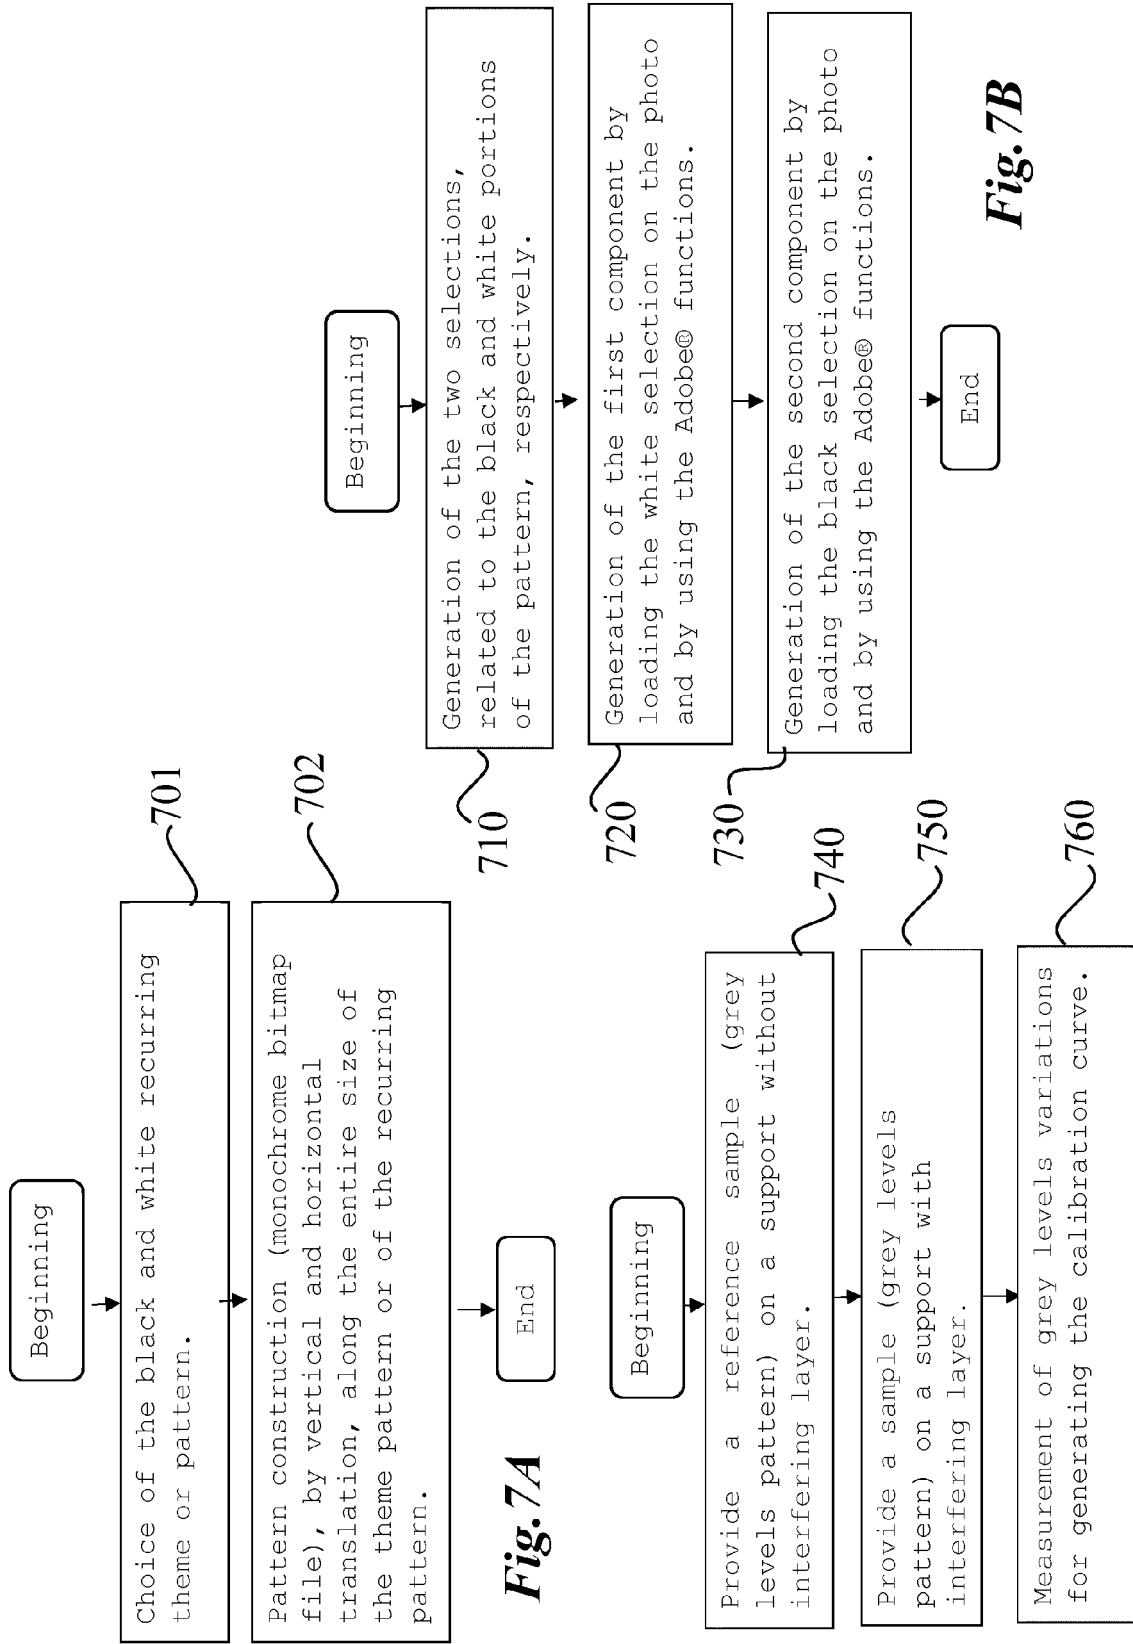 Beginning
Choice of the black and white recurring
theme or pattern.
701
Pattern construction (monochrome bitmap
file), by vertical and horizontal
translation, along the entire size of
the theme pattern or of the recurring
pattern.
702
End
Fig.7A
Beginning
Generation of the two selections,
related to the black and white portions
of the pattern, respectively.
710
Generation of the first component by
loading the white selection on the photo
and by using the Adobe® functions.
720
Generation of the second component by
loading the black selection on the photo
and by using the Adobe® functions.
730
End
Fig.7B
Beginning
Provide a reference sample (grey
levels pattern) on a support without
interfering layer.
740
Provide a sample (grey levels
pattern) on a support with
interfering layer.
750
Measurement of grey levels variations
for generating the calibration curve.
760